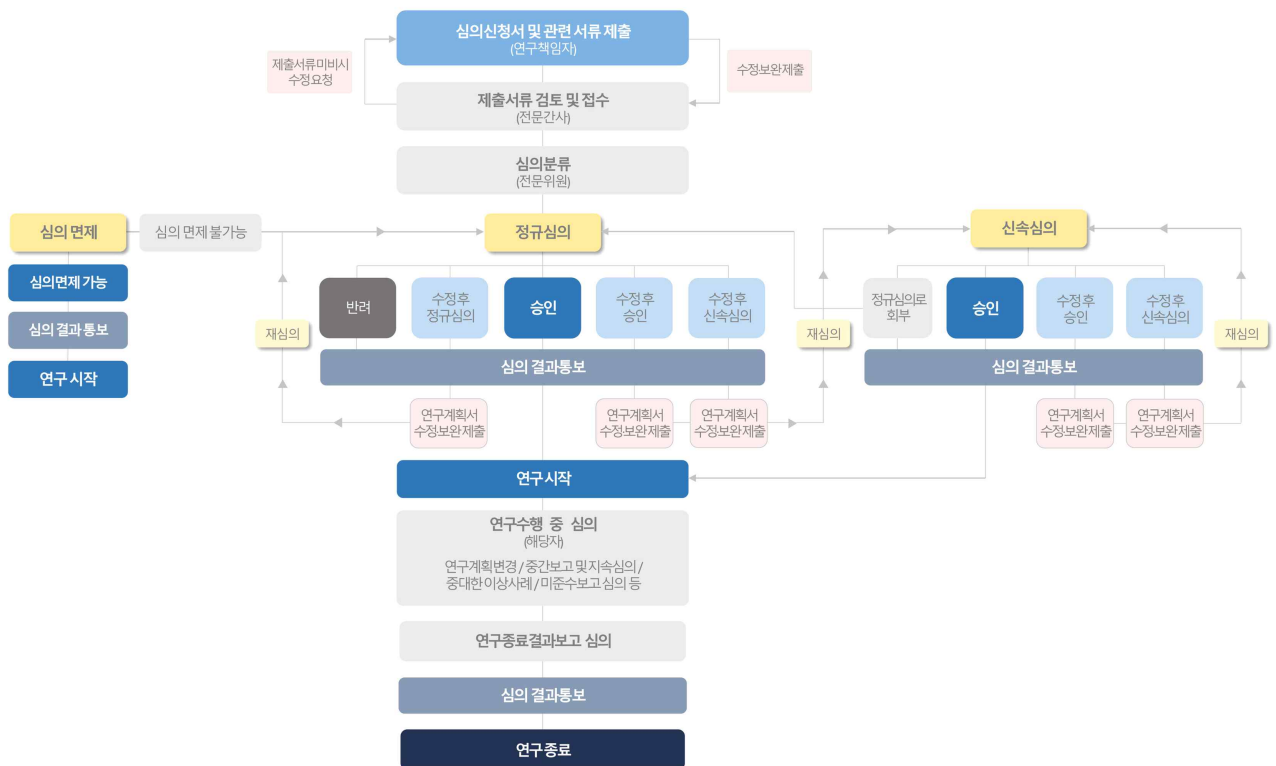 심의신청서 및 관련 서류 제출
(연구책임자)
제출서류미비시
수정요청
수정보완제출
제출서류 검토 및 접수
(전문간사)
심의분류
(전문위원)
심의 면제
심의 면제 불가능
정규심의
신속심의
심의면제 가능
심의 결과 통보
연구 시작
반려
수정후
정규심의
승인
수정후
승인
수정후
신속심의
정규심의로
회부
승인
수정후
승인
수정후
신속심의
재심의
재심의
재심의
심의 결과통보
심의 결과통보
연구계획서
수정보완제출
연구계획서
수정보완제출
연구계획서
수정보완제출
연구계획서
수정보완제출
연구계획서
수정보완제출
연구 시작
연구수행 중 심의
(해당자)
연구계획변경 / 중간보고 및 지속심의 /
중대한 이상사례 / 미준수보고 심의 등
연구종료결과보고 심의
심의 결과통보
연구 종료